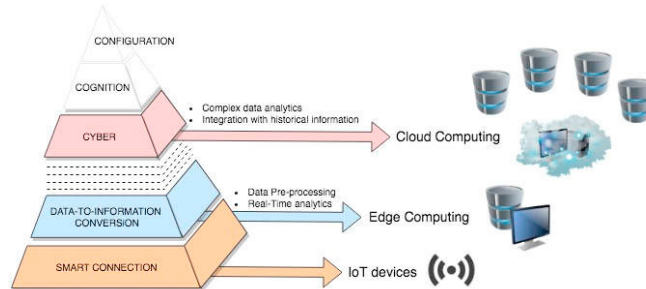 CONFIGURATION
COGNITION
CYBER
• Complex data analytics
• Integration with historical information
Cloud Computing
DATA-TO-INFORMATION
CONVERSION
• Data Pre-processing
• Real-Time analytics
Edge Computing
SMART CONNECTION
IoT devices